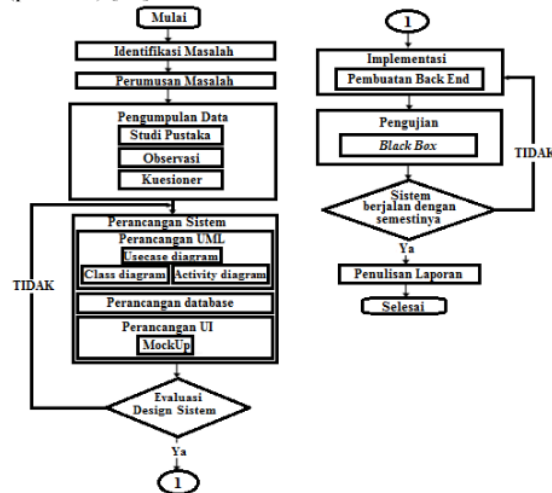 Mulai
Identifikasi Masalah
Perumusan Masalah
Pengumpulan Data
Studi Pustaka
Observasi
Kuesioner
Perancangan Sistem
Perancangan UML
Usecase diagram
Class diagram
Activity diagram
Perancangan database
Perancangan UI
MockUp
TIDAK
Evaluasi
Design Sistem
Ya
1
1
Implementasi
Pembuatan Back End
Pengujian
Black Box
TIDAK
Sistem
berjalan dengan
semestinya
Ya
Penulisan Laporan
Selesai